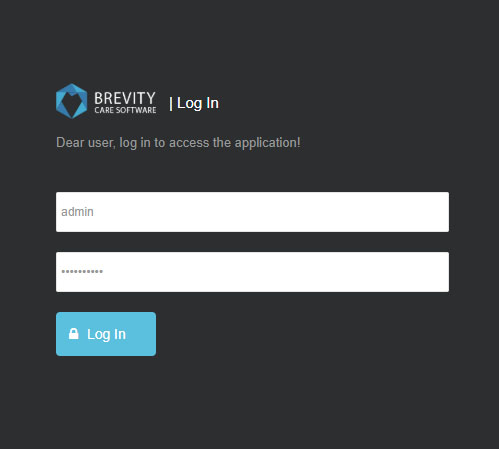 BREVITY
CARE SOFTWARE
| Log In
Dear user, log in to access the application!
admin
••••••••••
Log In